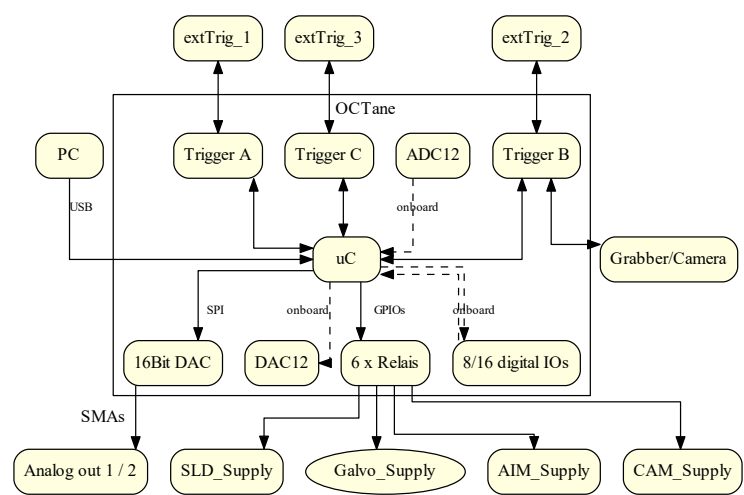 extTrig_1
extTrig_3
extTrig_2
OCTane
PC
Trigger A
Trigger C
ADC12
Trigger B
USB
onboard
uC
Grabber/Camera
SPI
onboard
GPIOs
onboard
16Bit DAC
DAC12
6 x Relais
8/16 digital IOs
SMAs
Analog out 1 / 2
SLD_Supply
Galvo_Supply
AIM_Supply
CAM_Supply